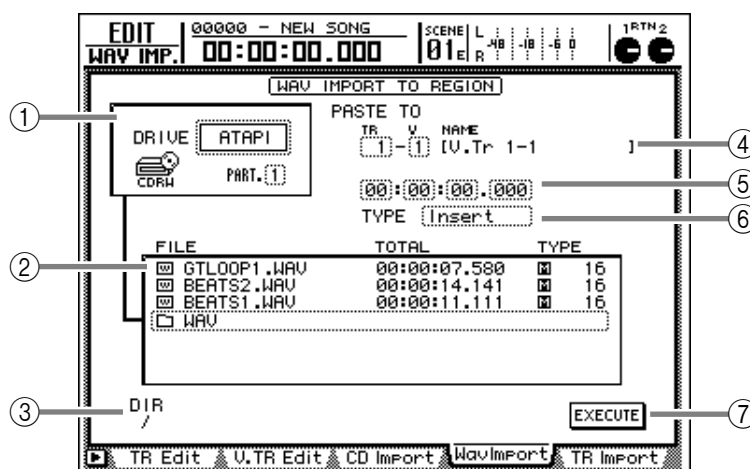 EDIT
WAV IMP.
00000 - NEW SONG
00:00:00.000
SCENE
01E
L
R -48 -18 -6 0
1 RTN 2
WAV IMPORT TO REGION
1
DRIVE ATAPI
CDRW
PART. 1
PASTE TO
TR V NAME
1 - 1 [V.Tr 1-1 ]
4
00:00:00.000
5
TYPE Insert
6
FILE TOTAL TYPE
2
W GTLOOP1.WAV 00:00:07.580 M 16
W BEATS2.WAV 00:00:14.141 M 16
W BEATS1.WAV 00:00:11.111 M 16
WAV
3
DIR
/
EXECUTE
7
TR Edit V.TR Edit CD Import WavImport TR Import